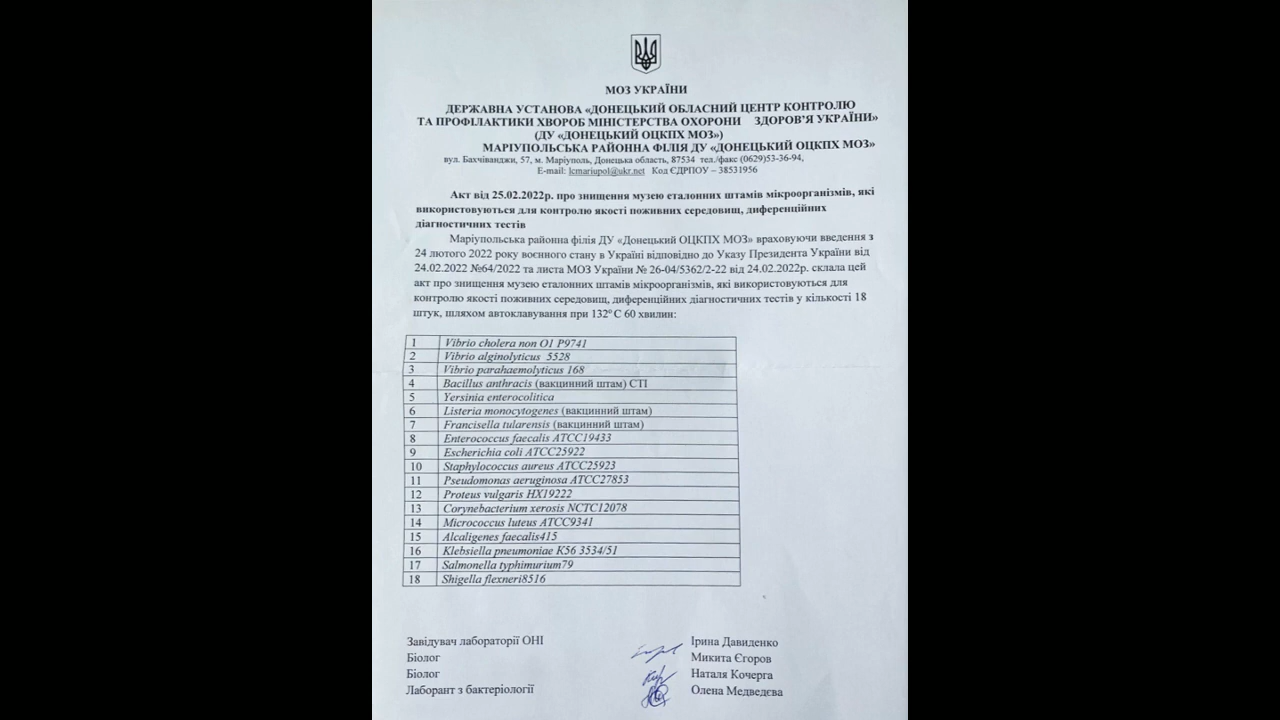 МОЗ УКРАЇНИ
ДЕРЖАВНА УСТАНОВА «ДОНЕЦЬКИЙ ОБЛАСНИЙ ЦЕНТР КОНТРОЛЮ
ТА ПРОФІЛАКТИКИ ХВОРОБ МІНІСТЕРСТВА ОХОРОНИ ЗДОРОВ'Я УКРАЇНИ»
(ДУ «ДОНЕЦЬКИЙ ОЦКПХ МОЗ»)
МАРІУПОЛЬСЬКА РАЙОННА ФІЛІЯ ДУ «ДОНЕЦЬКИЙ ОЦКПХ МОЗ»
вул. Бахчіванджи, 57, м. Маріуполь, Донецька область, 87534 тел./факс (0629)53-36-94,
E-mail: lcmariupol@ukr.net Код ЄДРПОУ – 38531956
Акт від 25.02.2022р. про знищення музею еталонних штамів мікроорганізмів, які
використовуються для контролю якості поживних середовищ, диференційних
діагностичних тестів
Маріупольська районна філія ДУ «Донецький ОЦКПХ МОЗ» враховуючи введення з
24 лютого 2022 року воєнного стану в Україні відповідно до Указу Президента України від
24.02.2022 №64/2022 та листа МОЗ України № 26-04/5362/2-22 від 24.02.2022р. склала цей
акт про знищення музею еталонних штамів мікроорганізмів, які використовуються для
контролю якості поживних середовищ, диференційних діагностичних тестів у кількості 18
штук, шляхом автоклавування при 132º С 60 хвилин:
1 Vibrio cholera non O1 P9741
2 Vibrio alginolyticus 5528
3 Vibrio parahaemolyticus 168
4 Bacillus anthracis (вакцинний штам) СТІ
5 Yersinia enterocolitica
6 Listeria monocytogenes (вакцинний штам)
7 Francisella tularensis (вакцинний штам)
8 Enterococcus faecalis ATCC19433
9 Escherichia coli ATCC25922
10 Staphylococcus aureus ATCC25923
11 Pseudomonas aeruginosa ATCC27853
12 Proteus vulgaris HX19222
13 Corynebacterium xerosis NCTC12078
14 Micrococcus luteus ATCC9341
15 Alcaligenes faecalis415
16 Klebsiella pneumoniae K56 3534/51
17 Salmonella typhimurium79
18 Shigella flexneri8516
Завідувач лабораторії ОНІ Ірина Давиденко
Біолог Микита Єгоров
Біолог Наталя Кочерга
Лаборант з бактеріології Олена Медведєва